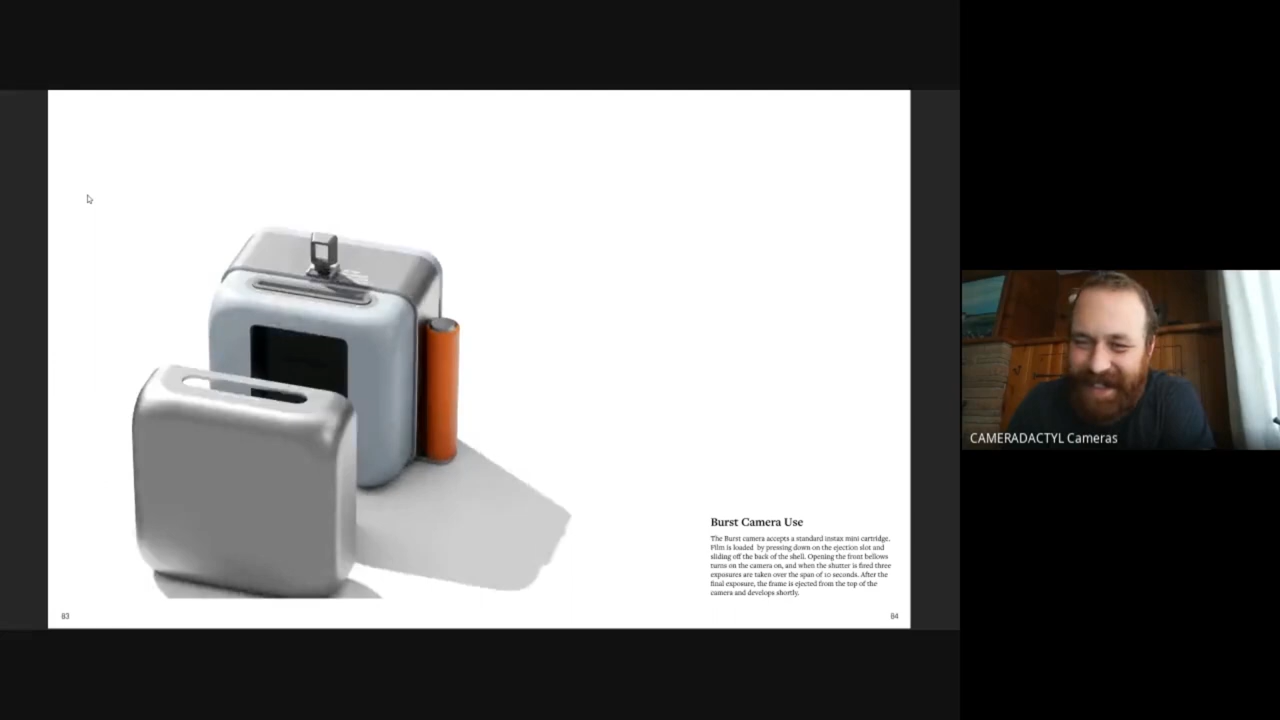 Burst Camera Use
The Burst camera accepts a standard instax mini cartridge.
Film is loaded by pressing down on the ejection slot and
sliding off the back of the shell. Opening the front bellows
turns on the camera on, and when the shutter is fired three
exposures are taken over the span of 10 seconds. After the
final exposure, the frame is ejected from the top of the
camera and develops shortly.
83
84
CAMERADACTYL Cameras